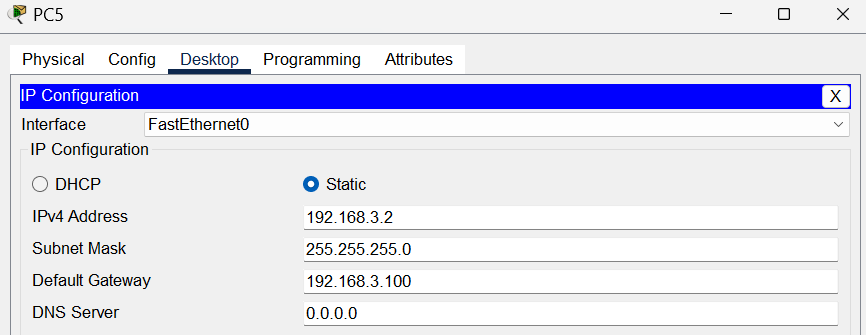 PC5
Physical Config Desktop Programming Attributes
IP Configuration X
Interface FastEthernet0
IP Configuration
DHCP Static
IPv4 Address 192.168.3.2
Subnet Mask 255.255.255.0
Default Gateway 192.168.3.100
DNS Server 0.0.0.0